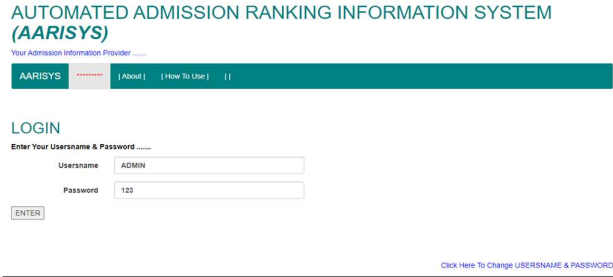 AUTOMATED ADMISSION RANKING INFORMATION SYSTEM
(AARISYS)
Your Admission Information Provider .......
AARISYS ********* | About | | How To Use | | |
LOGIN
Enter Your Usersname & Password .......
Usersname ADMIN
Password 123
ENTER
Click Here To Change USERSNAME & PASSWORD